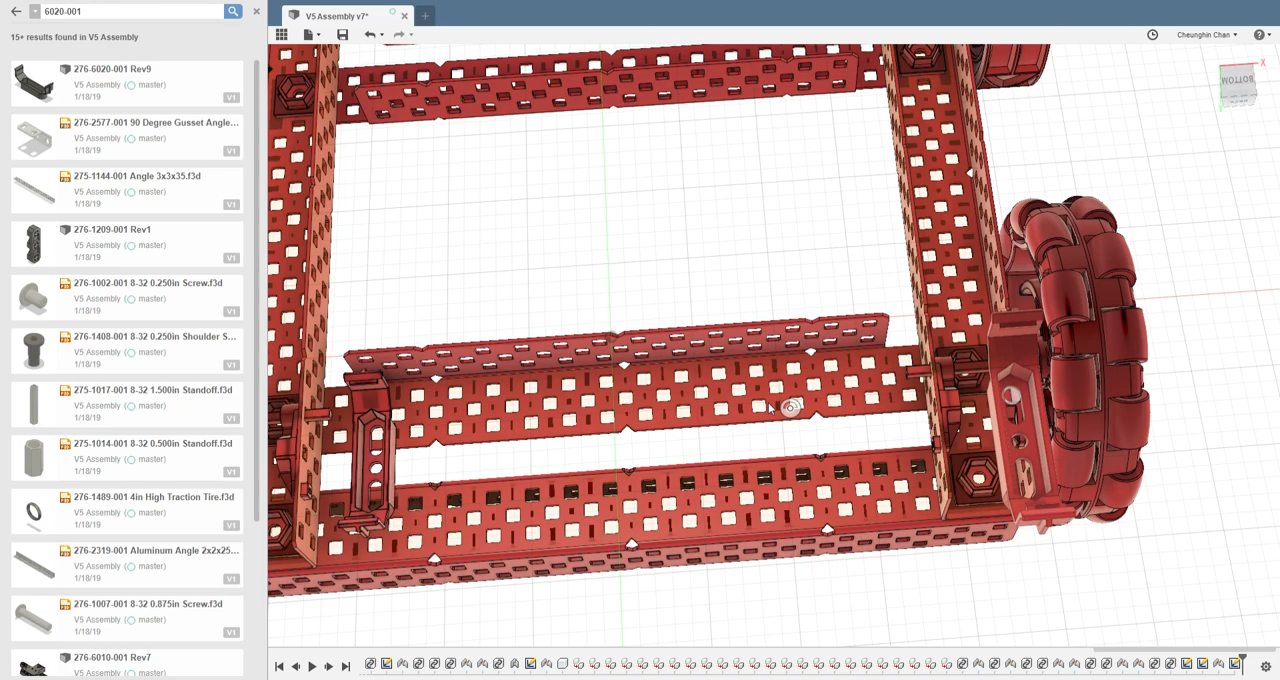 6020-001
V5 Assembly v7*
Cheunghin Chan
15+ results found in V5 Assembly
276-6020-001 Rev9
V5 Assembly (master)
1/18/19
V1
276-2577-001 90 Degree Gusset Angle...
V5 Assembly (master)
1/18/19
V1
275-1144-001 Angle 3x3x35.f3d
V5 Assembly (master)
1/18/19
V1
276-1209-001 Rev1
V5 Assembly (master)
1/18/19
V1
276-1002-001 8-32 0.250in Screw.f3d
V5 Assembly (master)
1/18/19
V1
276-1408-001 8-32 0.250in Shoulder S...
V5 Assembly (master)
1/18/19
V1
275-1017-001 8-32 1.500in Standoff.f3d
V5 Assembly (master)
1/18/19
V1
275-1014-001 8-32 0.500in Standoff.f3d
V5 Assembly (master)
1/18/19
V1
276-1489-001 4in High Traction Tire.f3d
V5 Assembly (master)
1/18/19
V1
276-2319-001 Aluminum Angle 2x2x25...
V5 Assembly (master)
1/18/19
V1
276-1007-001 8-32 0.875in Screw.f3d
V5 Assembly (master)
1/18/19
V1
276-6010-001 Rev7
V5 Assembly (master)
X
BOTTOM